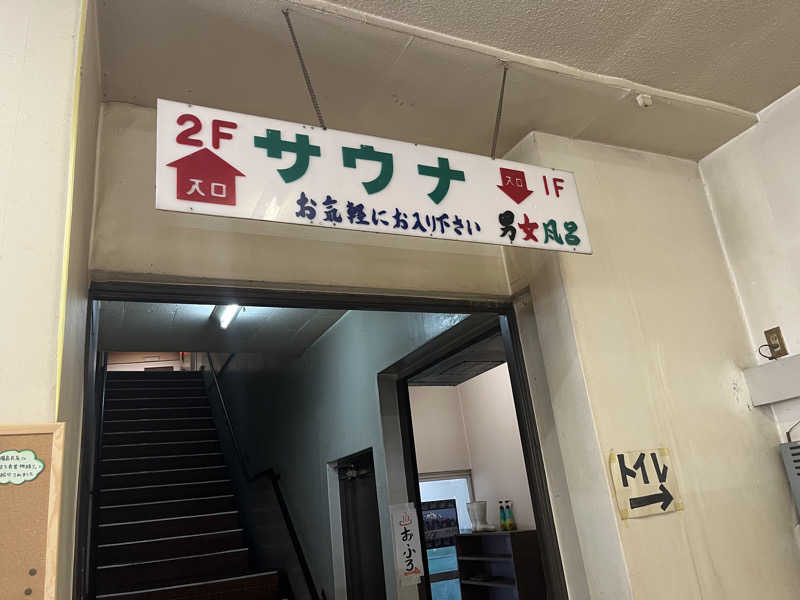 2F サウナ
入口
お気軽にお入り下さい
入口 1F
男女風呂
トイレ
→
♨ おふろ